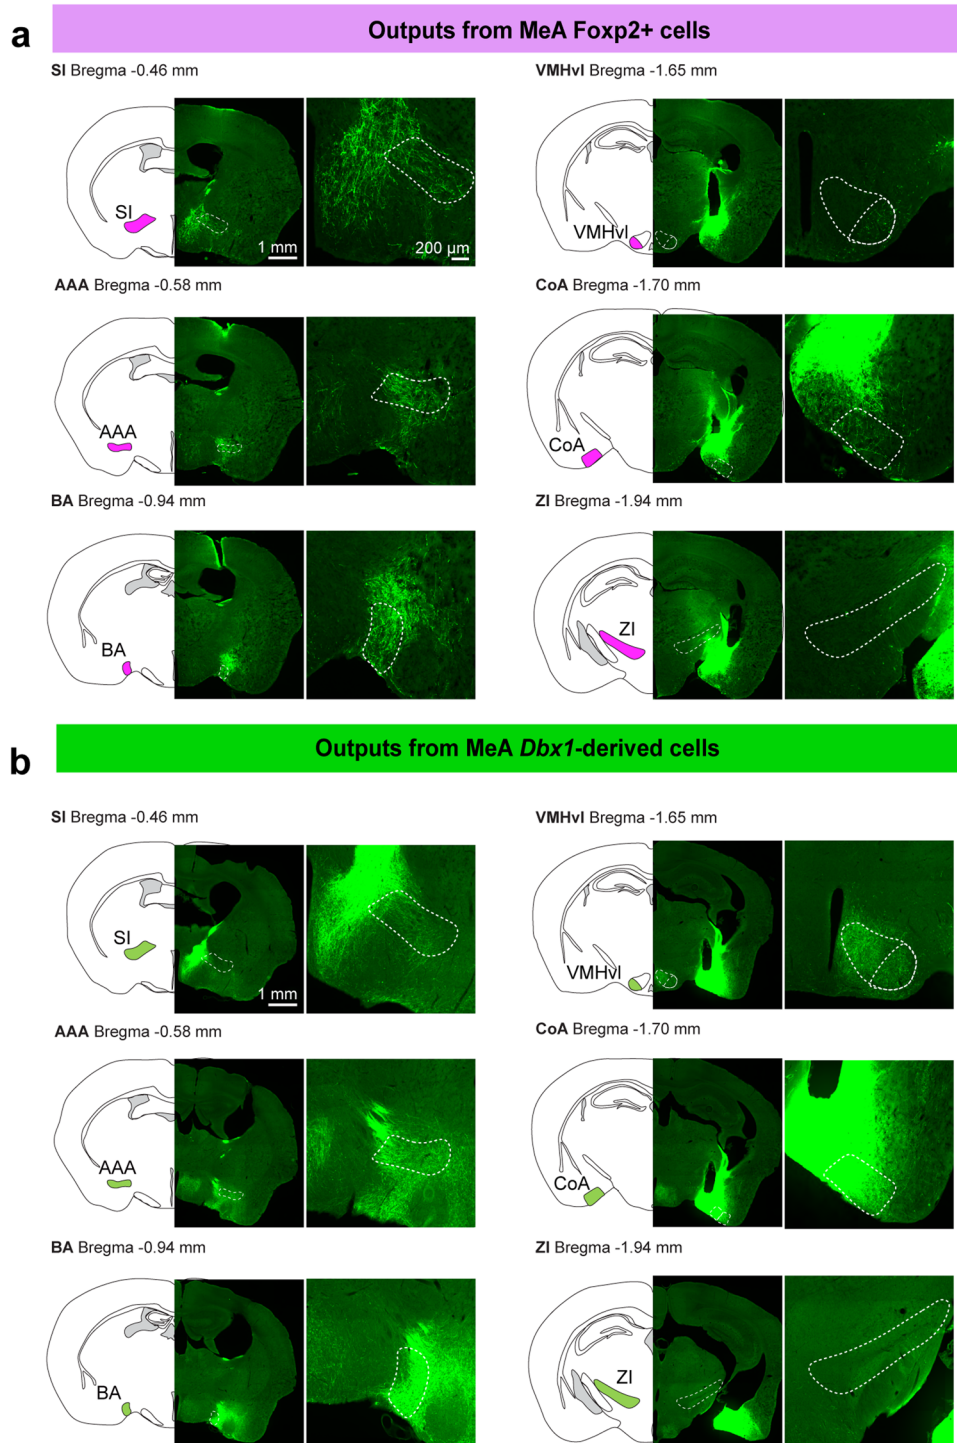 a
Outputs from MeA Foxp2+ cells
SI Bregma -0.46 mm
VMHvl Bregma -1.65 mm
SI
1 mm
200 µm
VMHvl
AAA Bregma -0.58 mm
CoA Bregma -1.70 mm
AAA
CoA
BA Bregma -0.94 mm
ZI Bregma -1.94 mm
BA
ZI
b
Outputs from MeA Dbx1-derived cells
SI Bregma -0.46 mm
VMHvl Bregma -1.65 mm
SI
1 mm
VMHvl
AAA Bregma -0.58 mm
CoA Bregma -1.70 mm
AAA
CoA
BA Bregma -0.94 mm
ZI Bregma -1.94 mm
BA
ZI